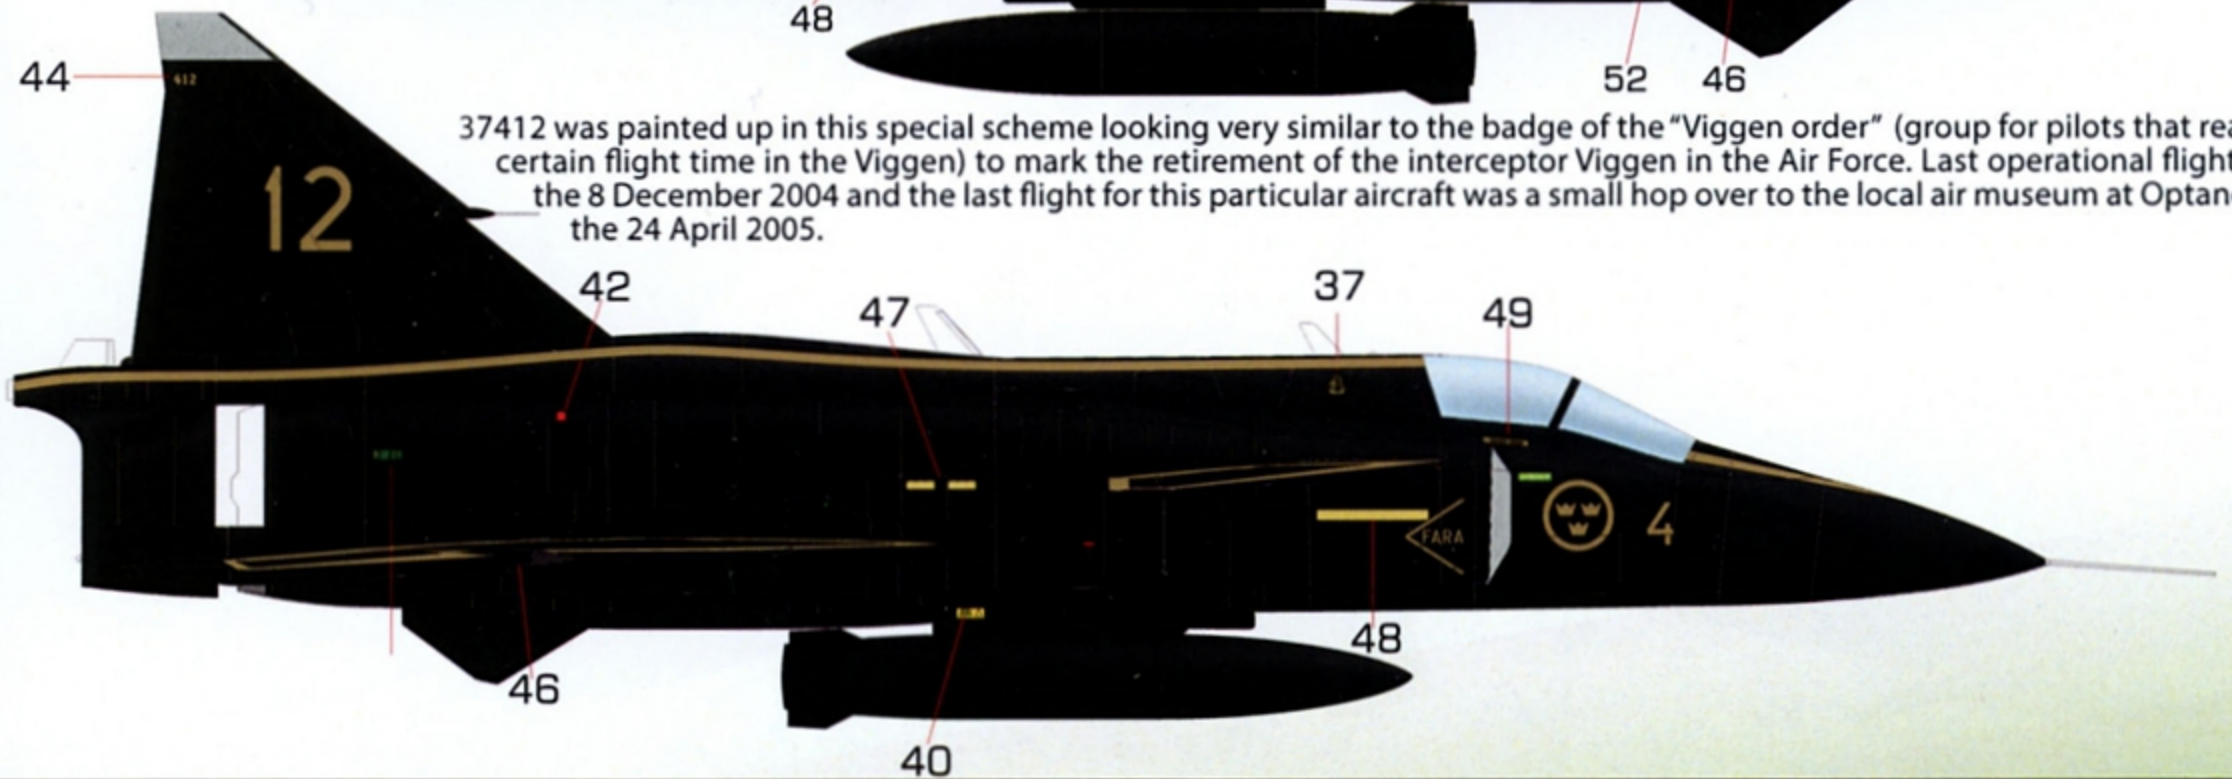 48
52 46
44
412
37412 was painted up in this special scheme looking very similar to the badge of the "Viggen order" (group for pilots that rea
certain flight time in the Viggen) to mark the retirement of the interceptor Viggen in the Air Force. Last operational flight
the 8 December 2004 and the last flight for this particular aircraft was a small hop over to the local air museum at Optan
the 24 April 2005.
12
42
47
37
49
FARA
4
48
46
40